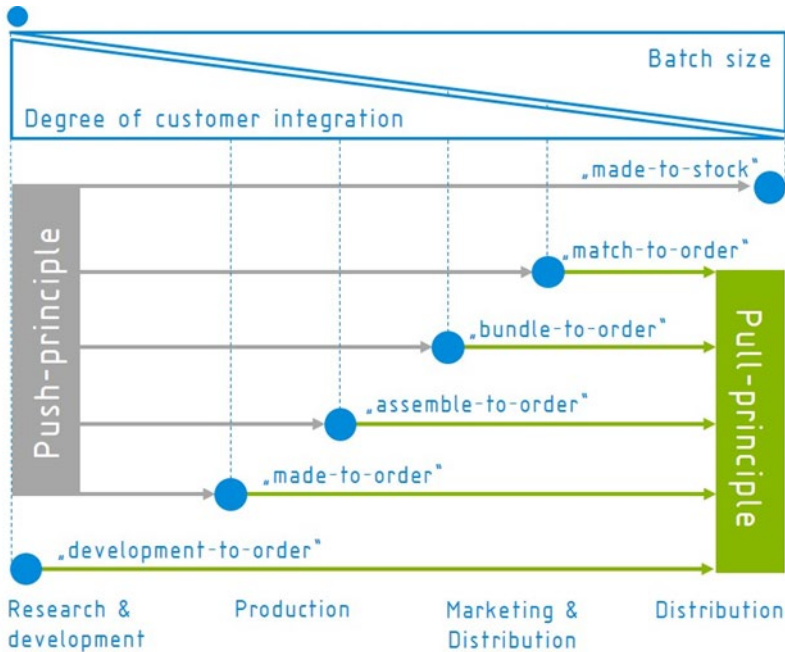 Batch size
Degree of customer integration
„made-to-stock“
„match-to-order“
„bundle-to-order“
„assemble-to-order“
„made-to-order“
„development-to-order“
Push-principle
Pull-principle
Research &
development
Production
Marketing &
Distribution
Distribution